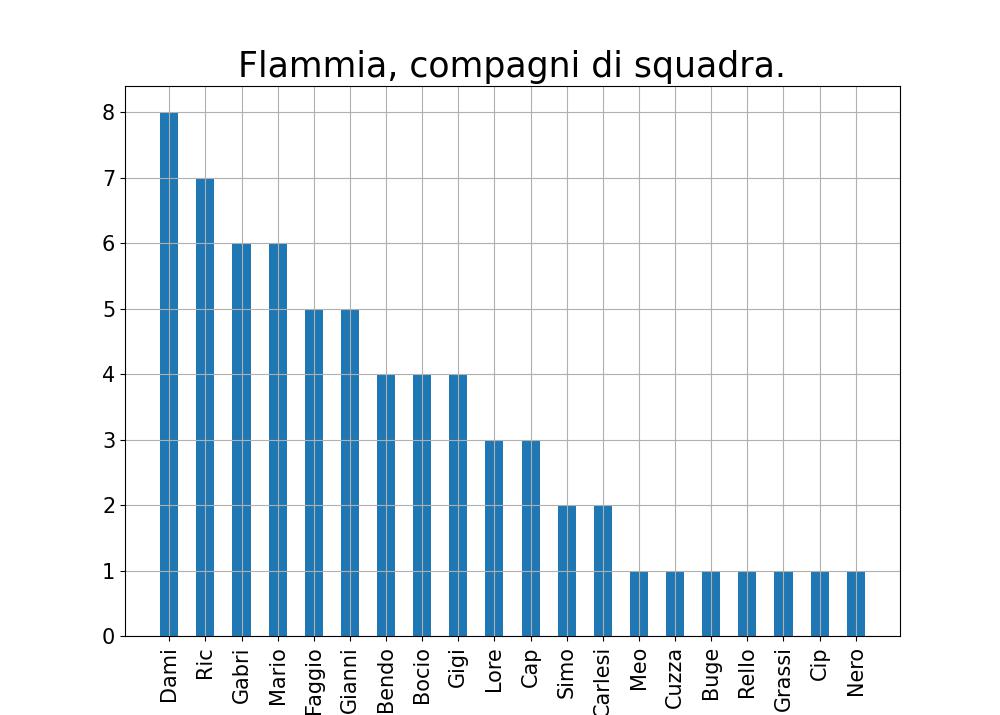 Flammia, compagni di squadra.
8
7
6
5
4
3
2
1
0
Dami
Ric
Gabri
Mario
Faggio
Gianni
Bendo
Bocio
Gigi
Lore
Cap
Simo
Carlesi
Meo
Cuzza
Buge
Rello
Grassi
Cip
Nero